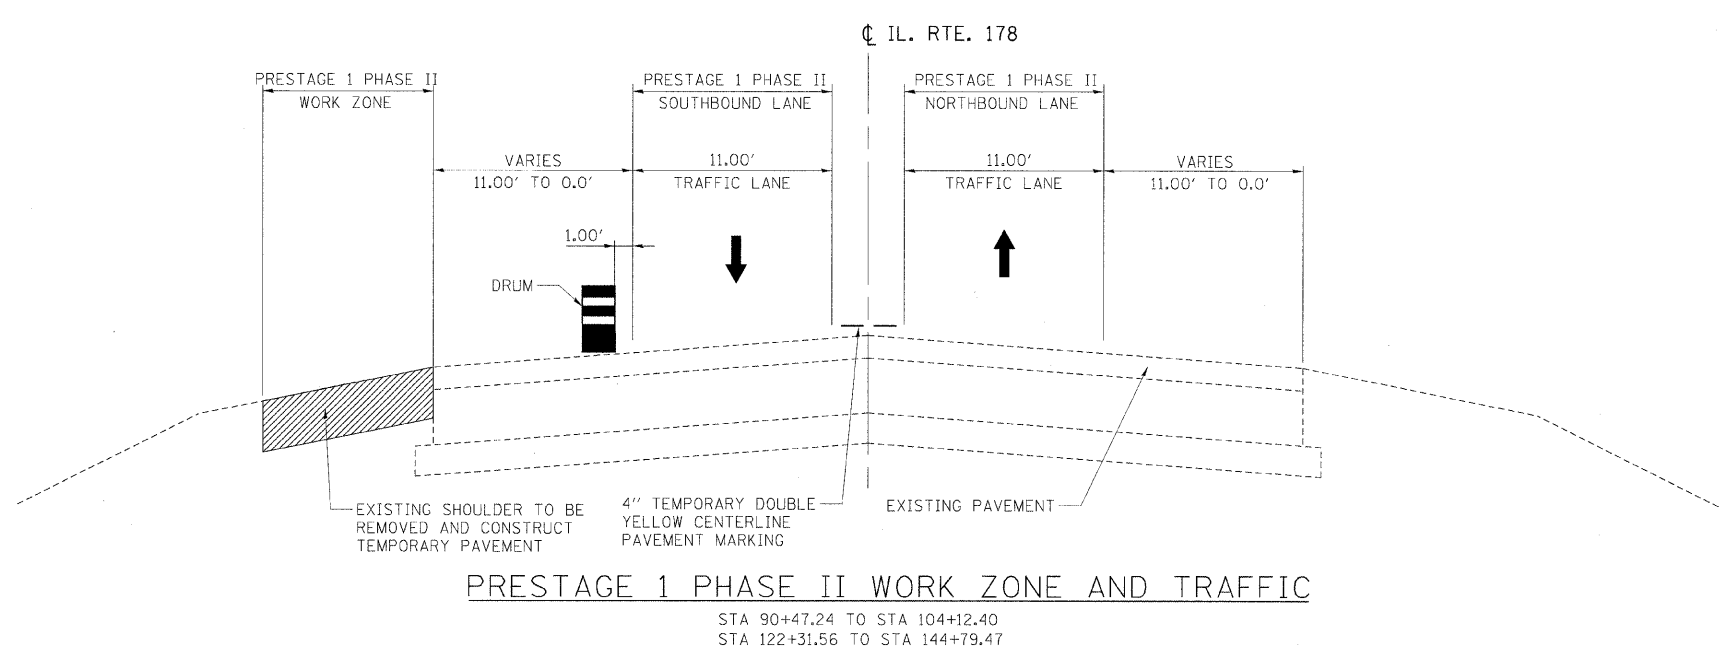 ℄ IL. RTE. 178
PRESTAGE 1 PHASE II
WORK ZONE
PRESTAGE 1 PHASE II
SOUTHBOUND LANE
PRESTAGE 1 PHASE II
NORTHBOUND LANE
VARIES
11.00' TO 0.0'
11.00'
TRAFFIC LANE
11.00'
TRAFFIC LANE
VARIES
11.00' TO 0.0'
1.00'
DRUM
EXISTING SHOULDER TO BE
REMOVED AND CONSTRUCT
TEMPORARY PAVEMENT
4" TEMPORARY DOUBLE
YELLOW CENTERLINE
PAVEMENT MARKING
EXISTING PAVEMENT
PRESTAGE 1 PHASE II WORK ZONE AND TRAFFIC
STA 90+47.24 TO STA 104+12.40
STA 122+31.56 TO STA 144+79.47